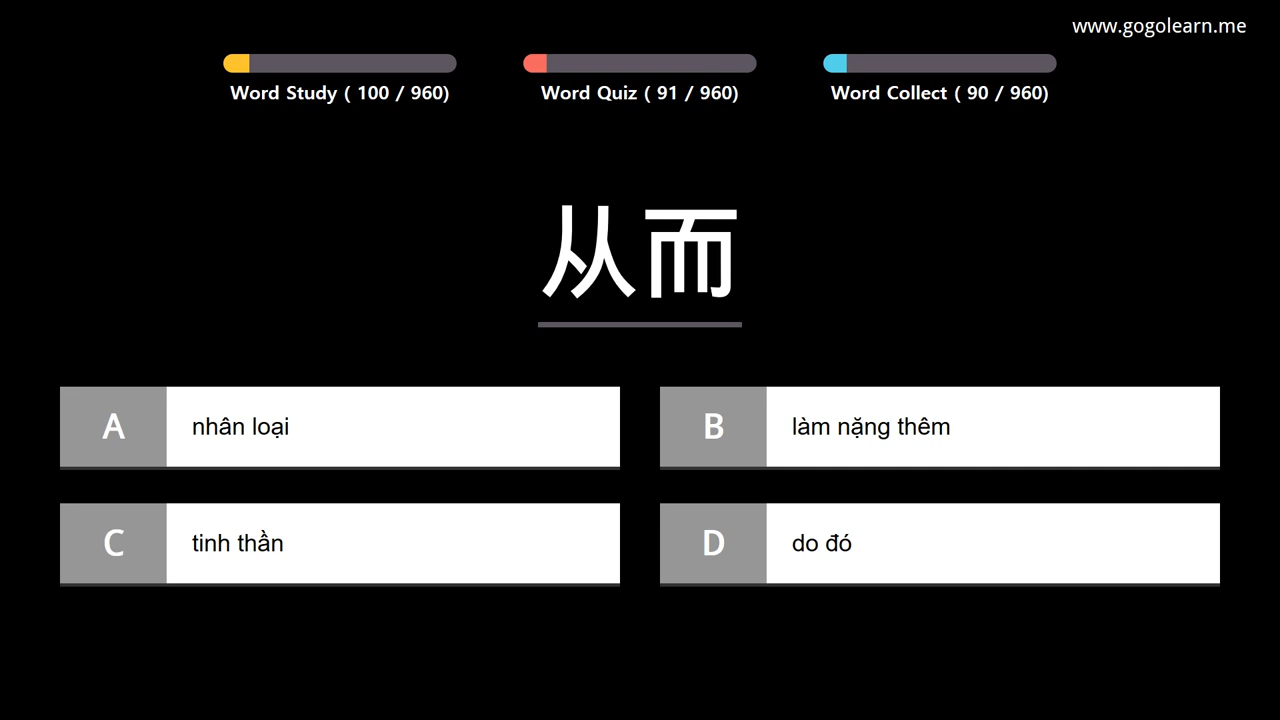 www.gogolearn.me
Word Study ( 100 / 960)
Word Quiz ( 91 / 960)
Word Collect ( 90 / 960)
从而
A nhân loại
B làm nặng thêm
C tinh thần
D do đó